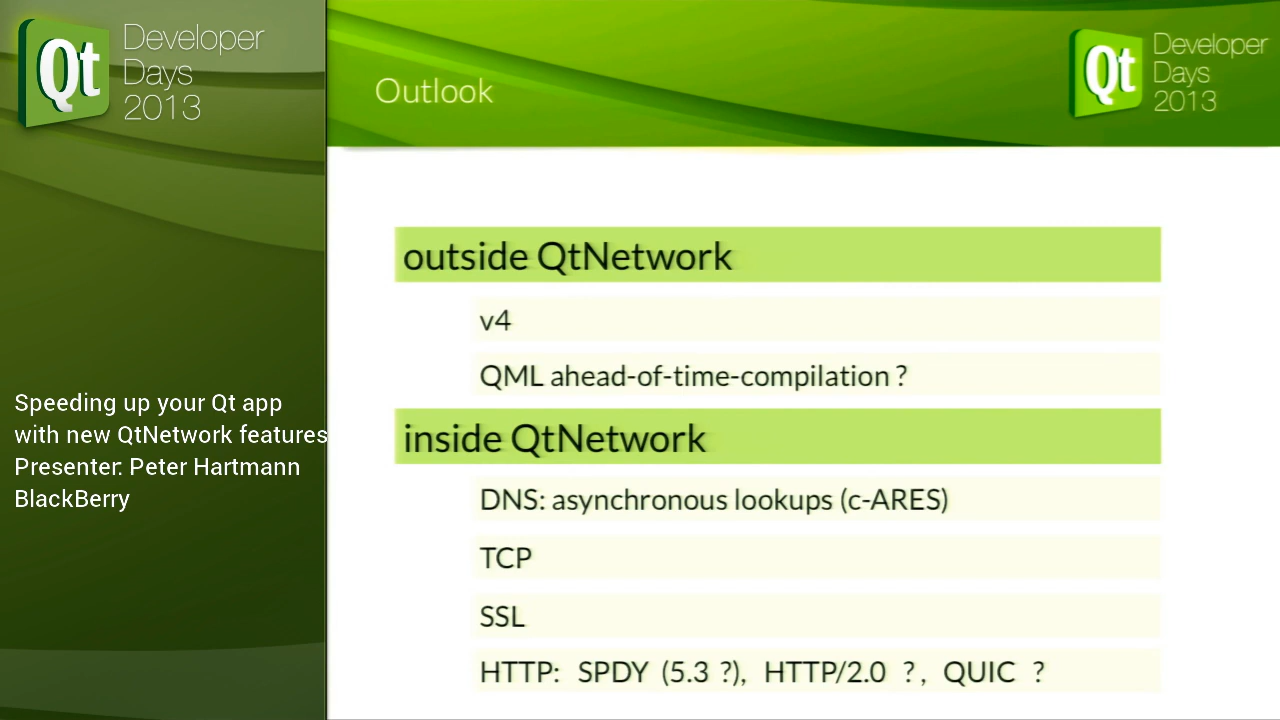 Qt Developer
Days
2013
Speeding up your Qt app
with new QtNetwork features
Presenter: Peter Hartmann
BlackBerry
Outlook
Qt Developer
Days
2013
outside QtNetwork
v4
QML ahead-of-time-compilation ?
inside QtNetwork
DNS: asynchronous lookups (c-ARES)
TCP
SSL
HTTP: SPDY (5.3 ?), HTTP/2.0 ?, QUIC ?